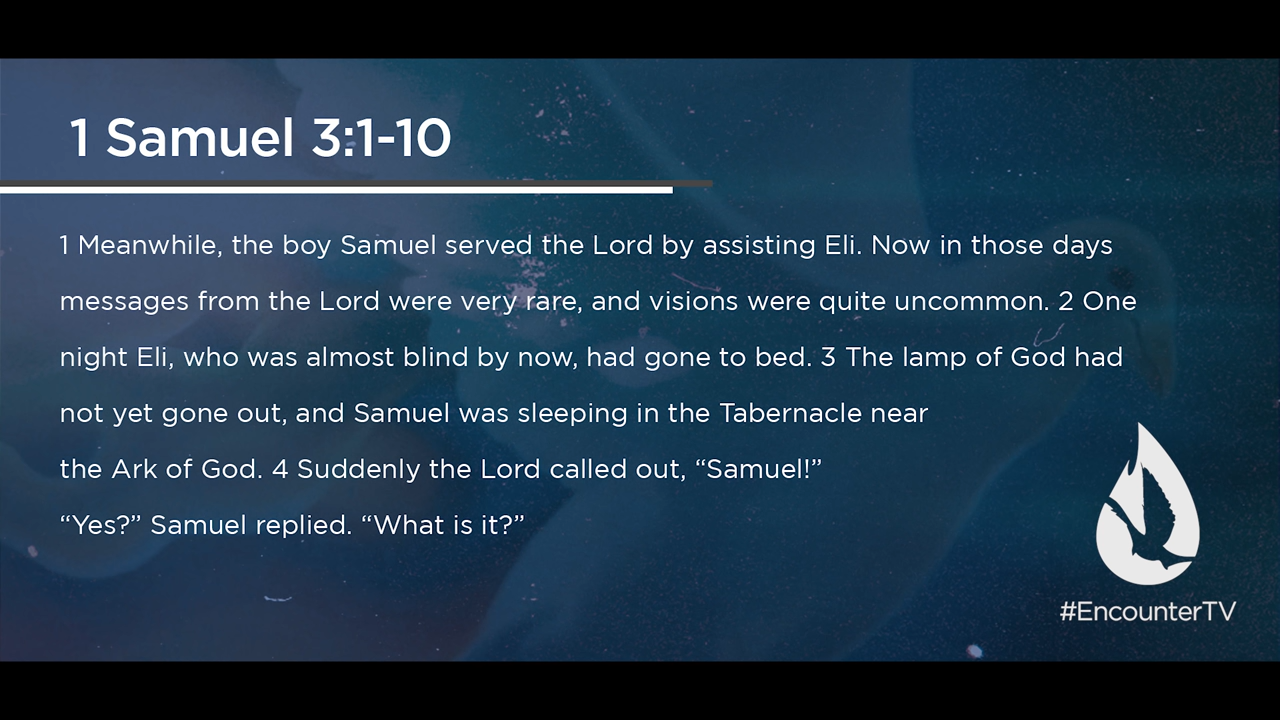 1 Samuel 3:1-10
1 Meanwhile, the boy Samuel served the Lord by assisting Eli. Now in those days
messages from the Lord were very rare, and visions were quite uncommon. 2 One
night Eli, who was almost blind by now, had gone to bed. 3 The lamp of God had
not yet gone out, and Samuel was sleeping in the Tabernacle near
the Ark of God. 4 Suddenly the Lord called out, “Samuel!”
“Yes?” Samuel replied. “What is it?”
#EncounterTV